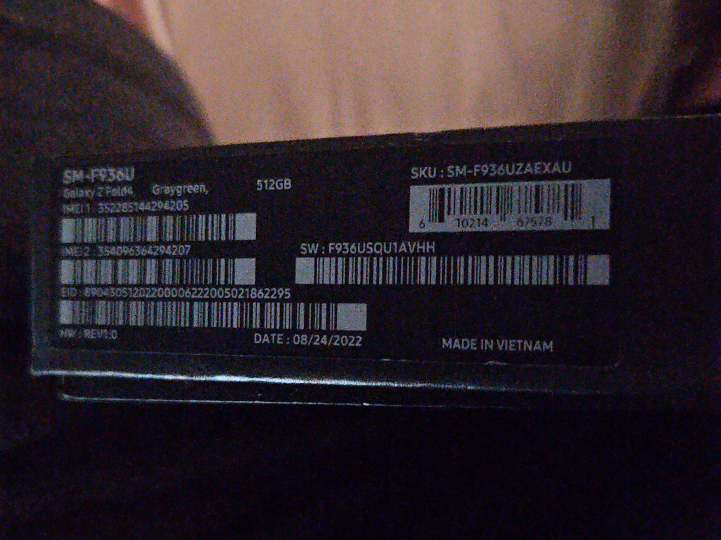 SM-F936U
Galaxy Z Fold4, Graygreen, 512GB
IMEI 1 : 352285144294205
IMEI 2 : 354096364294207
EID : 89043051202200006222005021862295
HW : REV1.0
DATE : 08/24/2022
SKU : SM-F936UZAEXAU
6 10214 67578 1
SW : F936USQU1AVHH
MADE IN VIETNAM